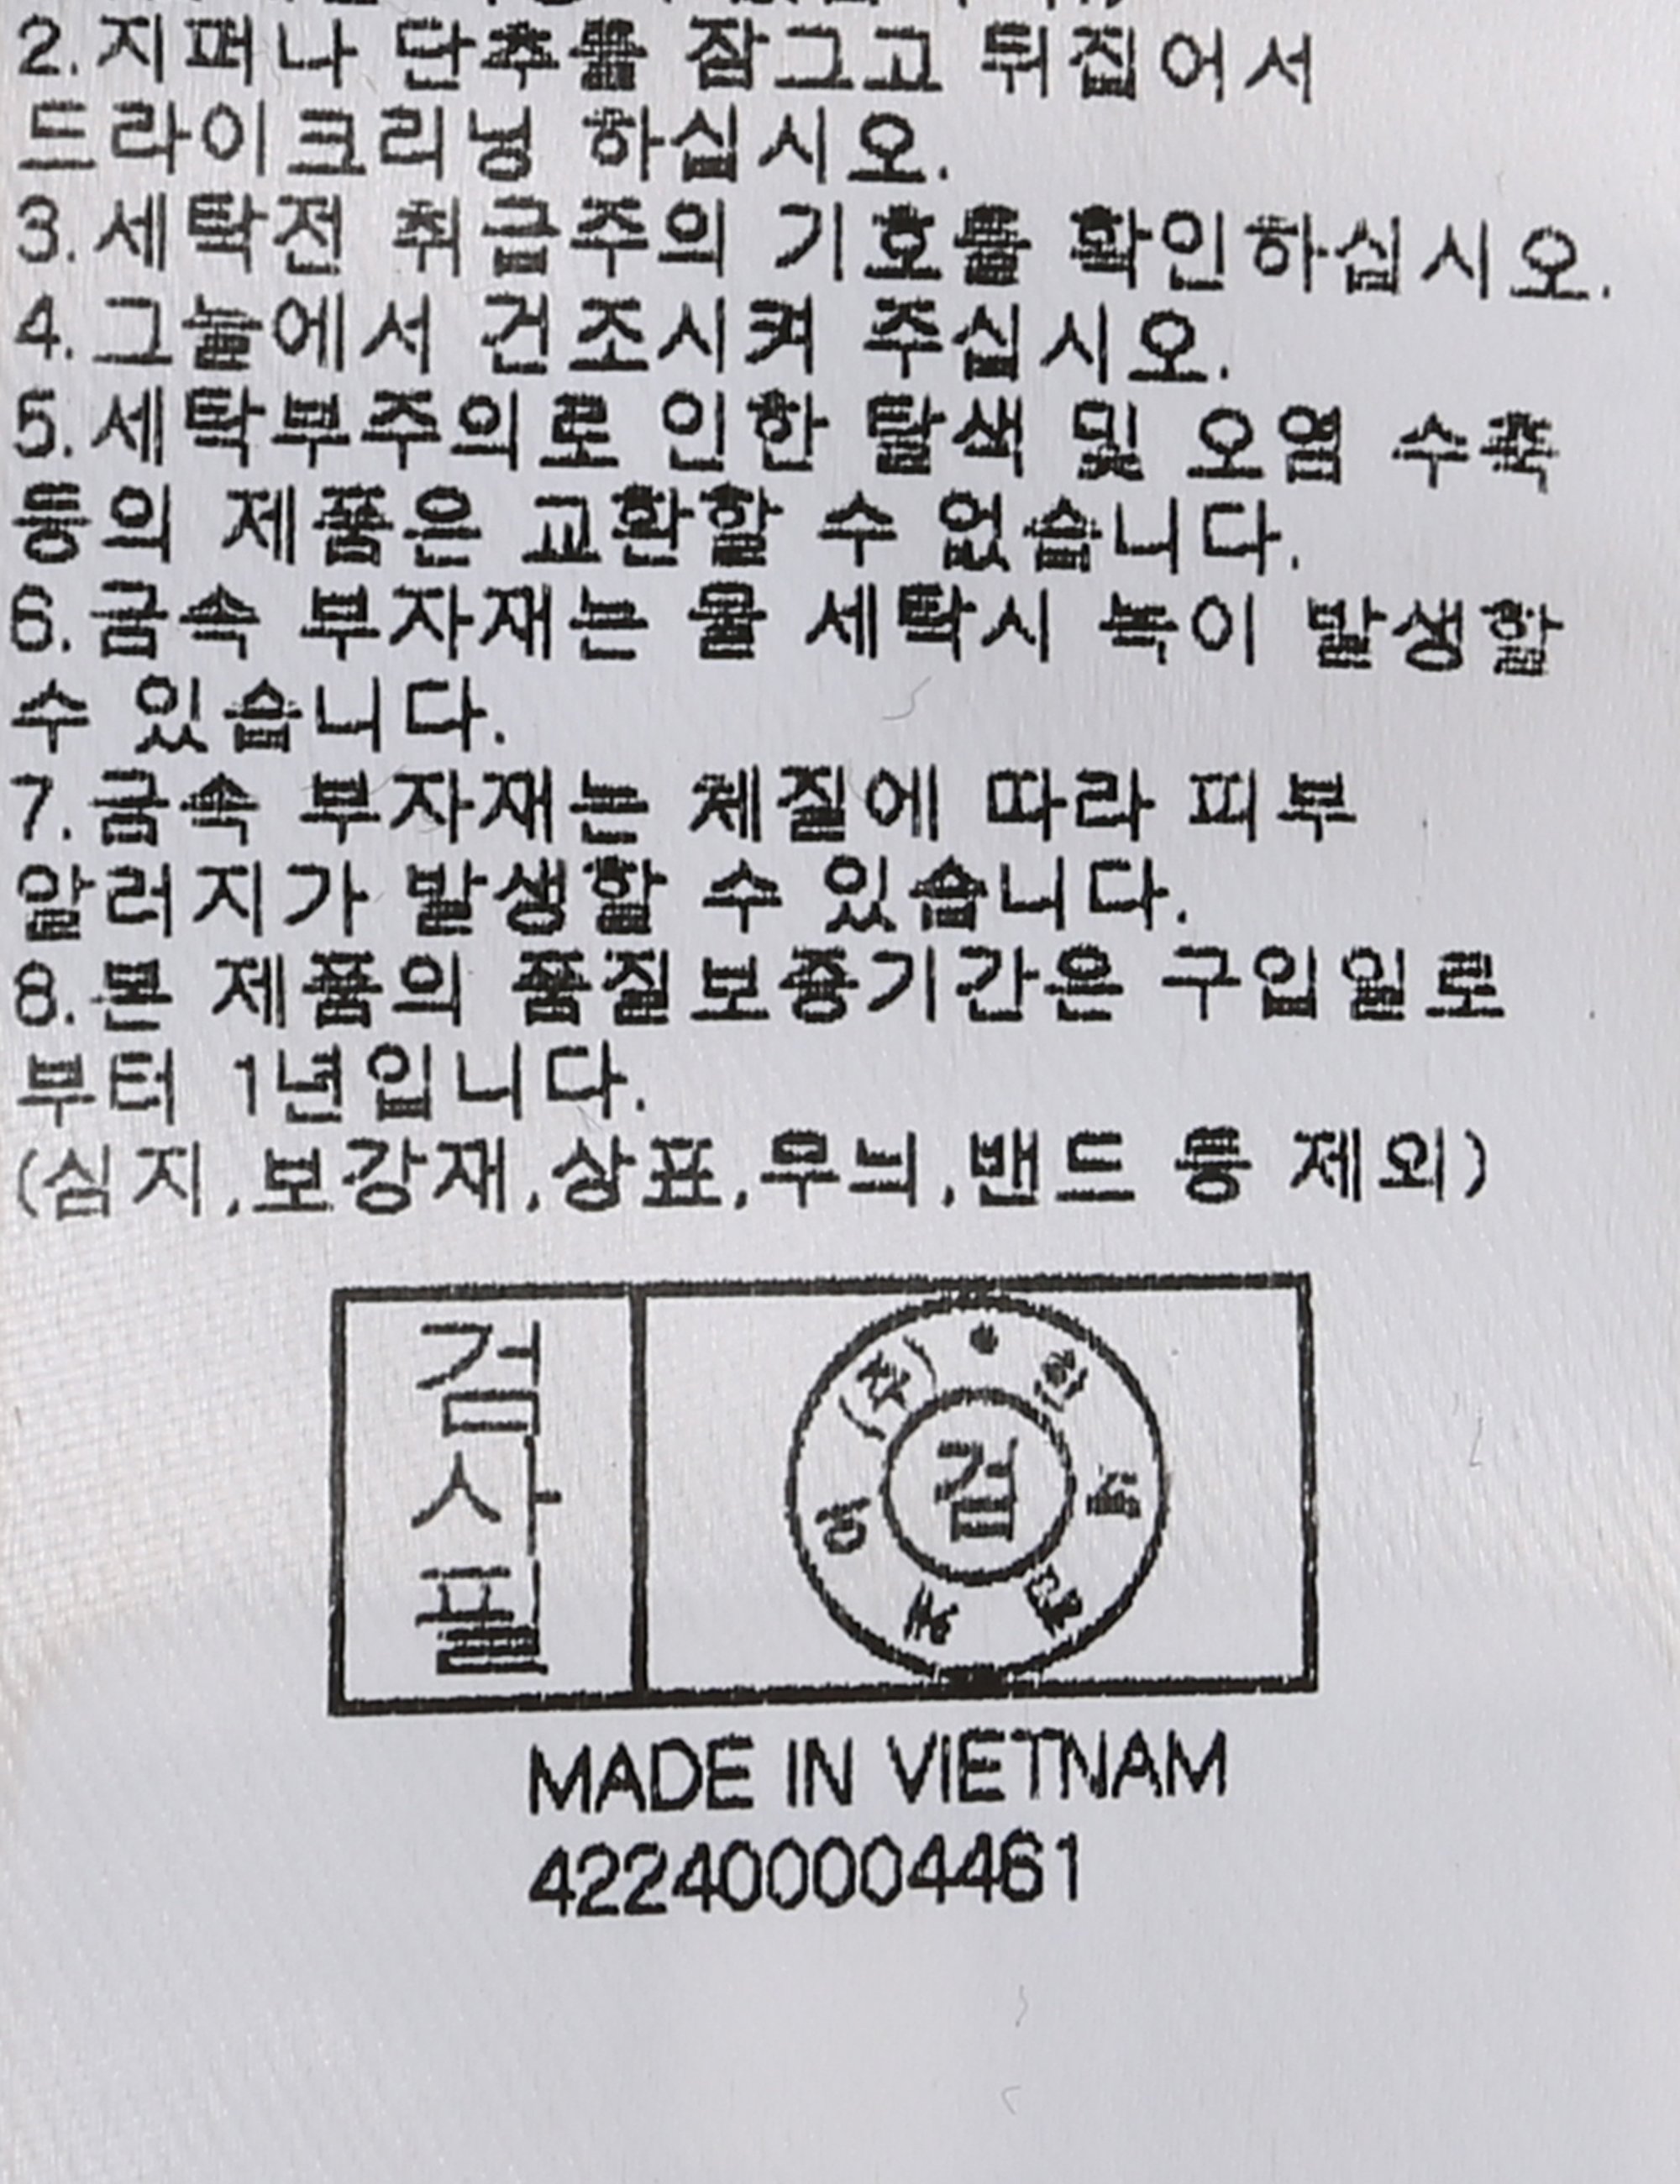 2.지퍼나 단추를 잠그고 뒤집어서
드라이크리닝 하십시오.
3.세탁전 취급주의 기호를 확인하십시오.
4.그늘에서 건조시켜 주십시오.
5.세탁부주의로 인한 탈색 및 오염 수축
등의 제품은 교환할 수 없습니다.
6.금속 부자재는 물 세탁시 녹이 발생할
수 있습니다.
7.금속 부자재는 체질에 따라 피부
알러지가 발생할 수 있습니다.
8.본 제품의 품질보증기간은 구입일로
부터 1년입니다.
(심지,보강재,상표,무늬,밴드 등 제외)
검사필
검
MADE IN VIETNAM
422400004461